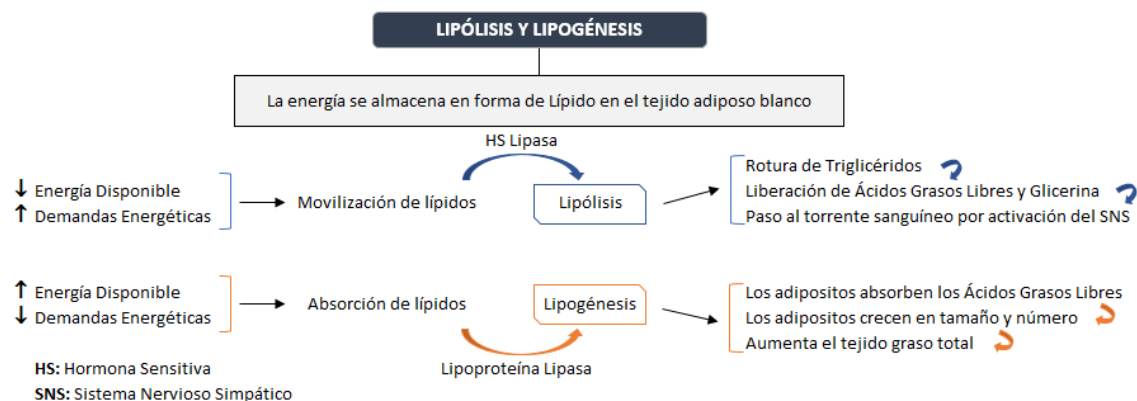 LIPÓLISIS Y LIPOGÉNESIS
La energía se almacena en forma de Lípido en el tejido adiposo blanco
HS Lipasa
↓ Energía Disponible
↑ Demandas Energéticas
Movilización de lípidos
Lipólisis
Rotura de Triglicéridos
Liberación de Ácidos Grasos Libres y Glicerina
Paso al torrente sanguíneo por activación del SNS
↑ Energía Disponible
↓ Demandas Energéticas
Absorción de lípidos
Lipogénesis
Los adipositos absorben los Ácidos Grasos Libres
Los adipositos crecen en tamaño y número
Aumenta el tejido graso total
Lipoproteína Lipasa
HS: Hormona Sensitiva
SNS: Sistema Nervioso Simpático